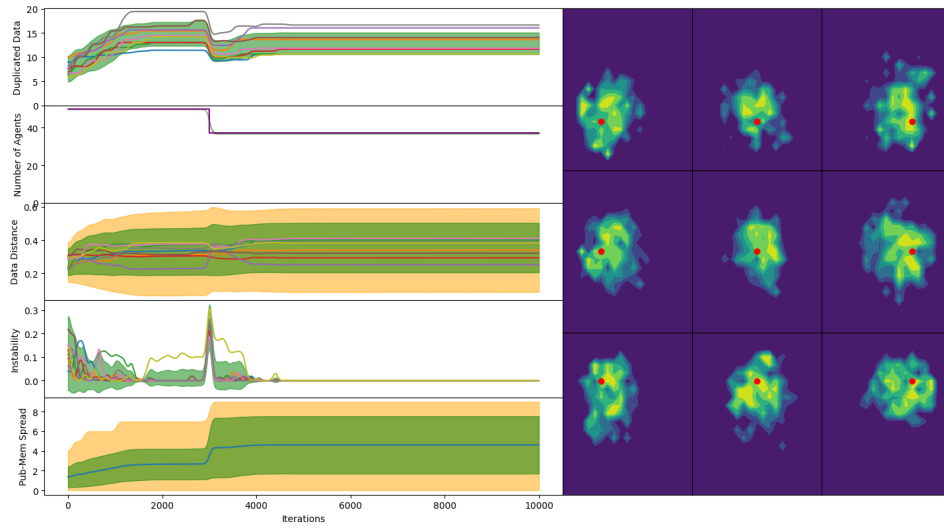 Duplicated Data
20
15
10
5
0
Number of Agents
40
20
0
Data Distance
0.6
0.4
0.2
Instability
0.3
0.2
0.1
0.0
Pub-Mem Spread
8
6
4
2
0
0 2000 4000 6000 8000 10000
Iterations